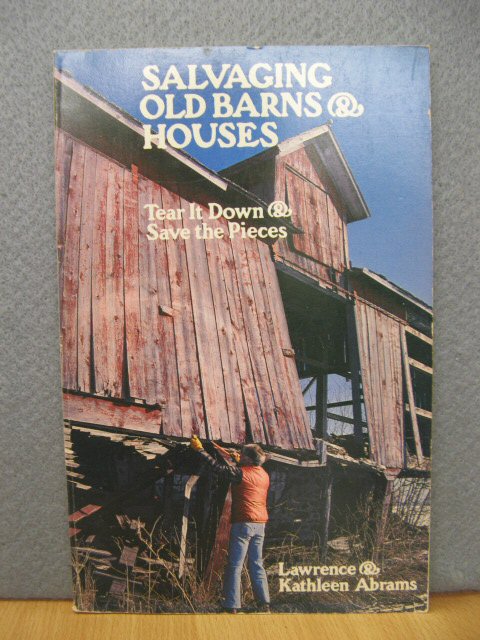 SALVAGING
OLD BARNS &
HOUSES
Tear It Down &
Save the Pieces
Lawrence &
Kathleen Abrams